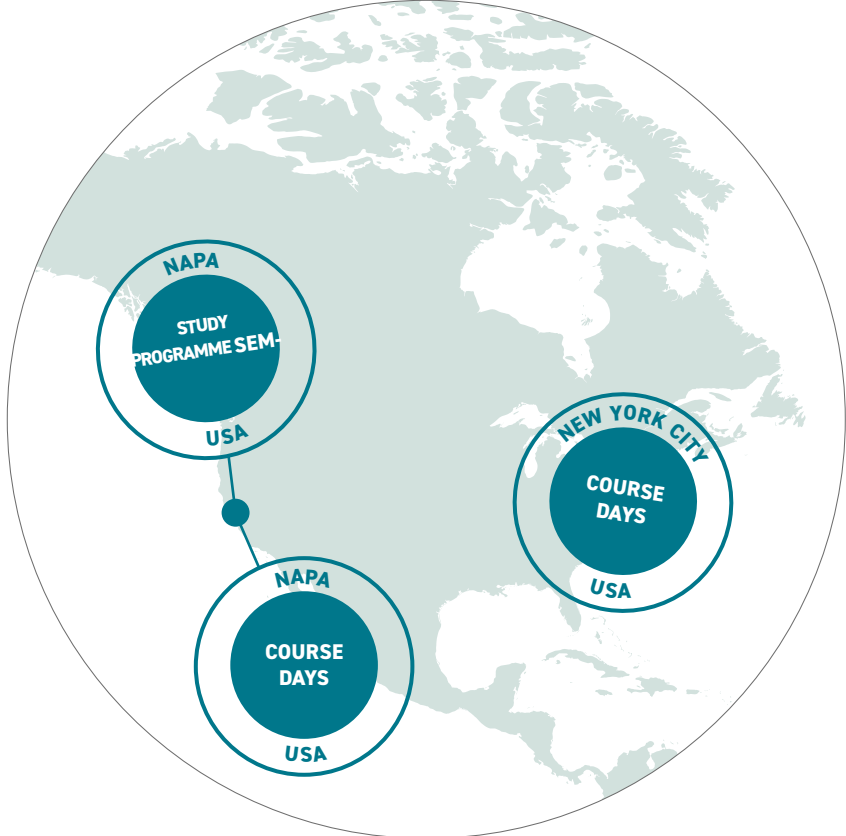 NAPA
STUDY
PROGRAMME SEM-
USA
NEW YORK CITY
COURSE
DAYS
USA
NAPA
COURSE
DAYS
USA